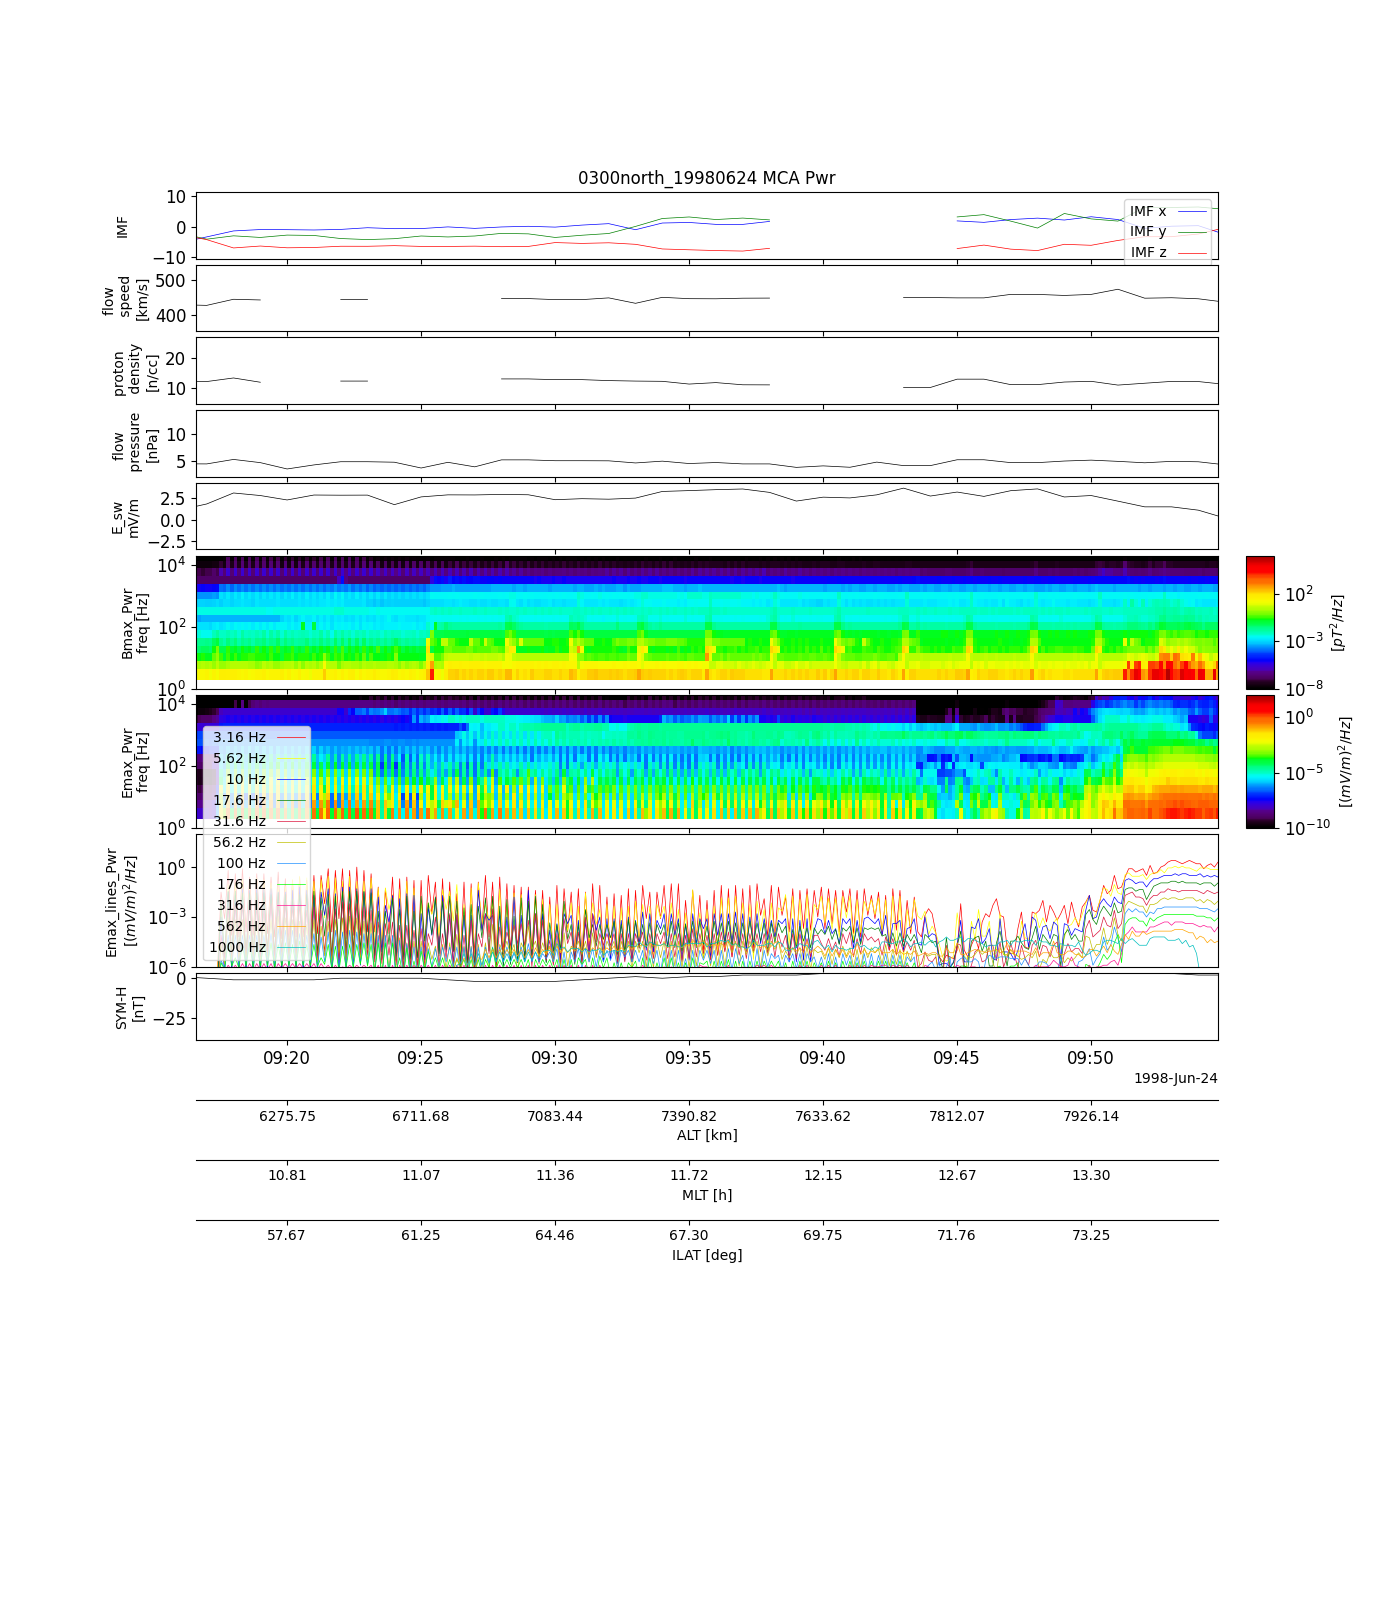 0300north_19980624 MCA Pwr
10
0
−10
IMF
IMF x
IMF y
IMF z
500
400
flow
speed
[km/s]
20
10
proton
density
[n/cc]
10
5
flow
pressure
[nPa]
2.5
0.0
−2.5
E_sw
mV/m
10^4
10^2
10^0
Bmax_Pwr
freq [Hz]
10^2
10^−3
10^−8
[pT^2/Hz]
10^4
10^2
10^0
Emax_Pwr
freq [Hz]
10^0
10^−5
10^−10
[(mV/m)^2/Hz]
3.16 Hz
5.62 Hz
10 Hz
17.6 Hz
31.6 Hz
56.2 Hz
100 Hz
176 Hz
316 Hz
562 Hz
1000 Hz
10^0
10^−3
10^−6
Emax_lines_Pwr
[(mV/m)^2/Hz]
0
−25
SYM-H
[nT]
09:20 09:25 09:30 09:35 09:40 09:45 09:50
1998-Jun-24
6275.75 6711.68 7083.44 7390.82 7633.62 7812.07 7926.14
ALT [km]
10.81 11.07 11.36 11.72 12.15 12.67 13.30
MLT [h]
57.67 61.25 64.46 67.30 69.75 71.76 73.25
ILAT [deg]